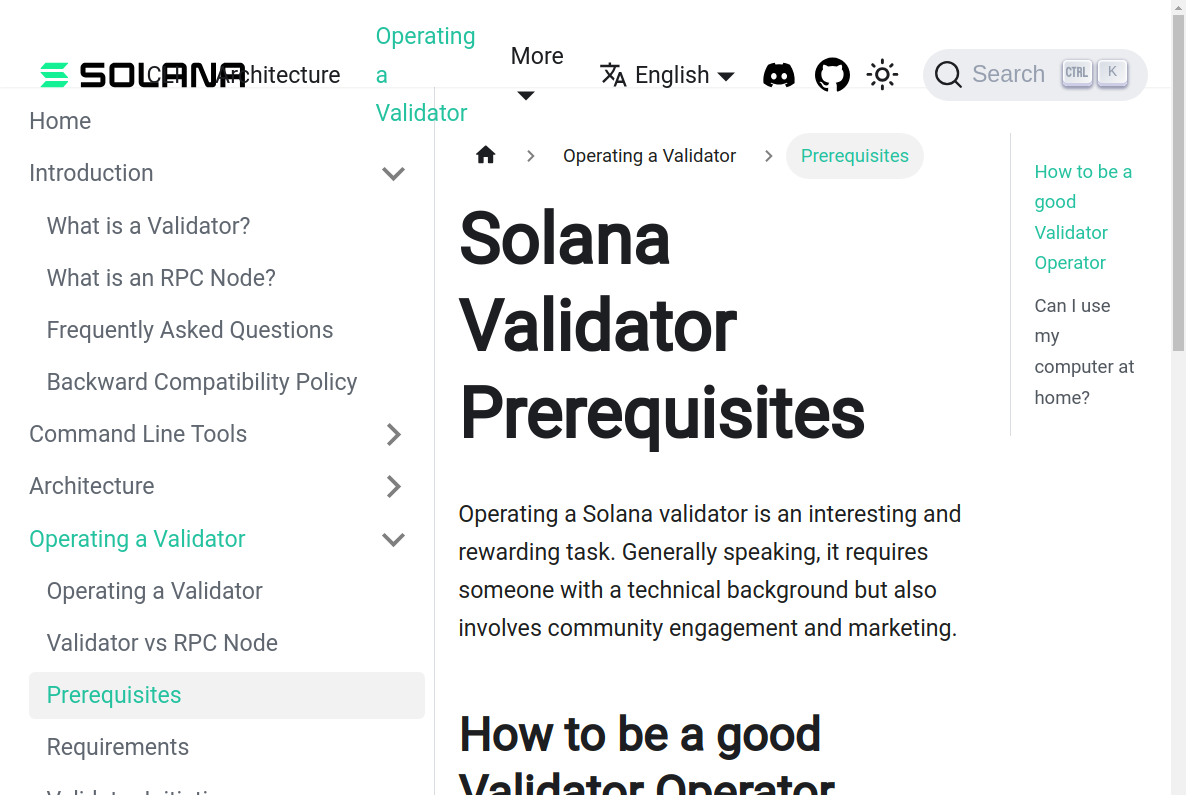 SOLANA
CLI
Architecture
Operating
a
Validator
More
English
Search
CTRL K
Home
Introduction
What is a Validator?
What is an RPC Node?
Frequently Asked Questions
Backward Compatibility Policy
Command Line Tools
Architecture
Operating a Validator
Operating a Validator
Validator vs RPC Node
Prerequisites
Requirements
Operating a Validator
Prerequisites
Solana
Validator
Prerequisites
Operating a Solana validator is an interesting and
rewarding task. Generally speaking, it requires
someone with a technical background but also
involves community engagement and marketing.
How to be a good
Validator Operator
How to be a
good
Validator
Operator
Can I use
my
computer at
home?